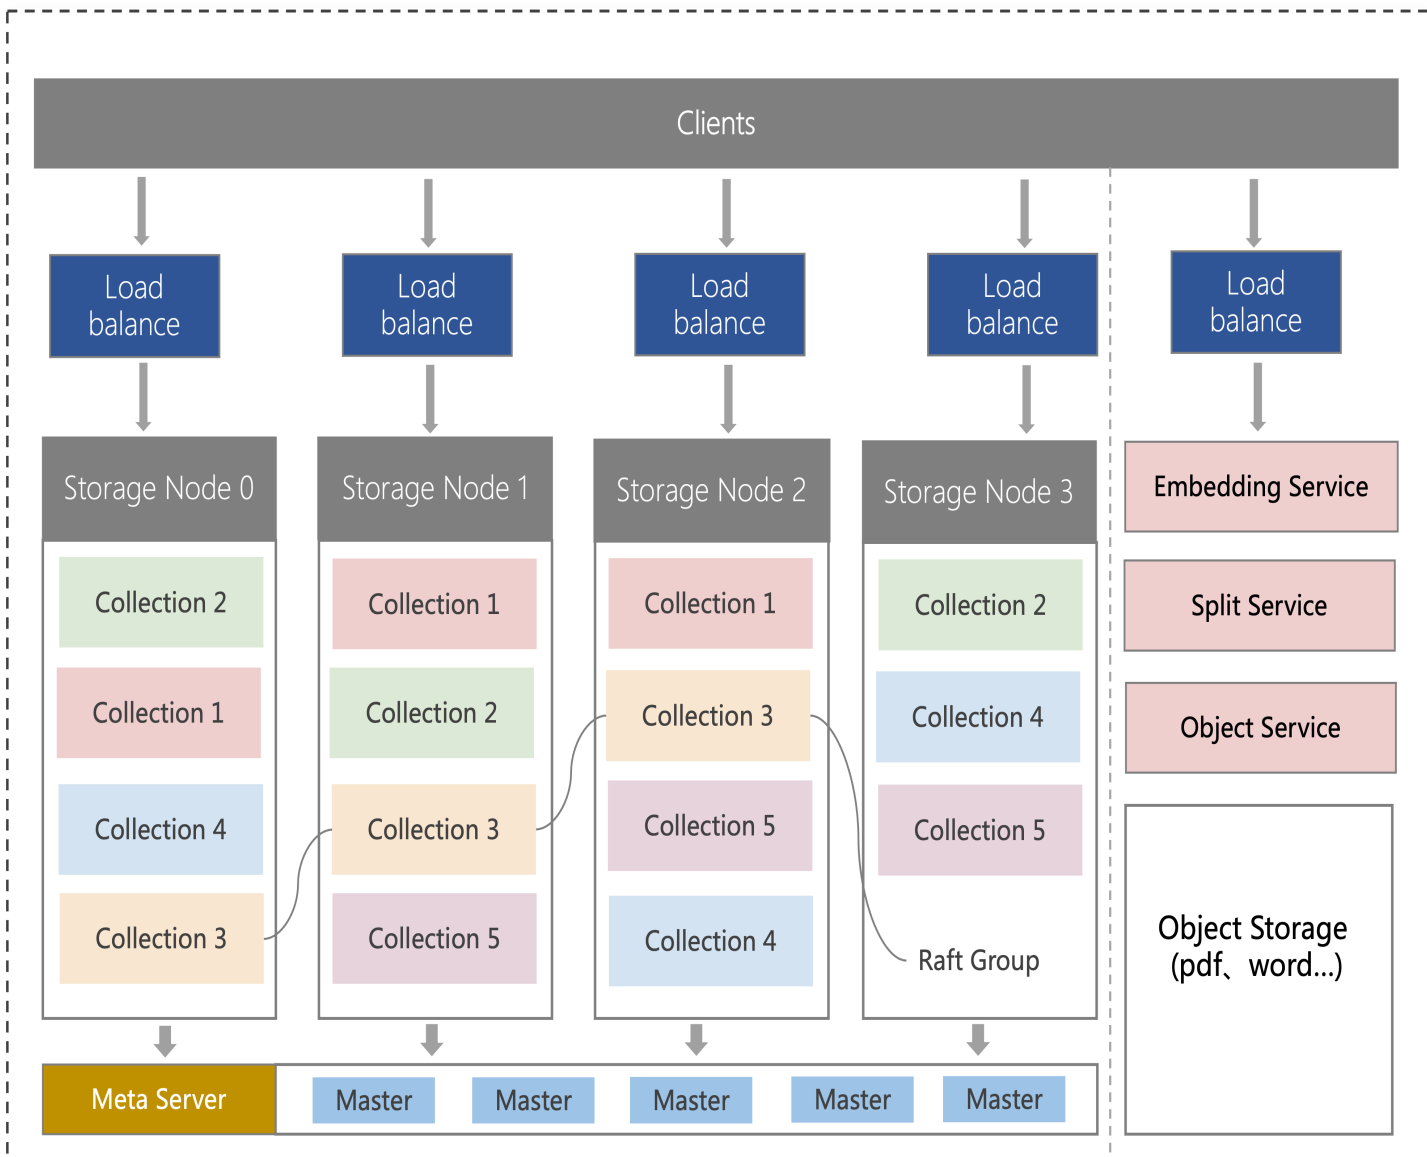 Clients
Load
balance
Load
balance
Load
balance
Load
balance
Load
balance
Storage Node 0
Collection 2
Collection 1
Collection 4
Collection 3
Storage Node 1
Collection 1
Collection 2
Collection 3
Collection 5
Storage Node 2
Collection 1
Collection 3
Collection 5
Collection 4
Storage Node 3
Collection 2
Collection 4
Collection 5
Raft Group
Embedding Service
Split Service
Object Service
Object Storage
(pdf、word...)
Meta Server
Master
Master
Master
Master
Master